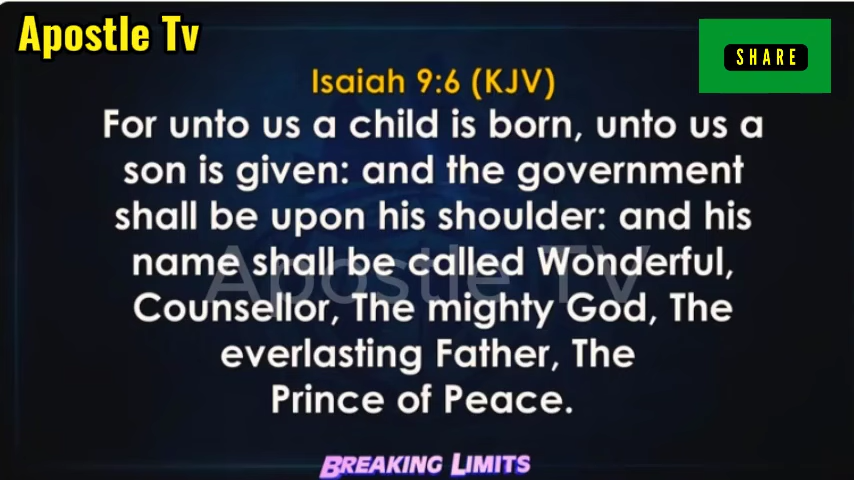 Apostle Tv
SHARE
Isaiah 9:6 (KJV)
For unto us a child is born, unto us a
son is given: and the government
shall be upon his shoulder: and his
name shall be called Wonderful,
Counsellor, The mighty God, The
everlasting Father, The
Prince of Peace.
Apostle TV
BREAKING LIMITS